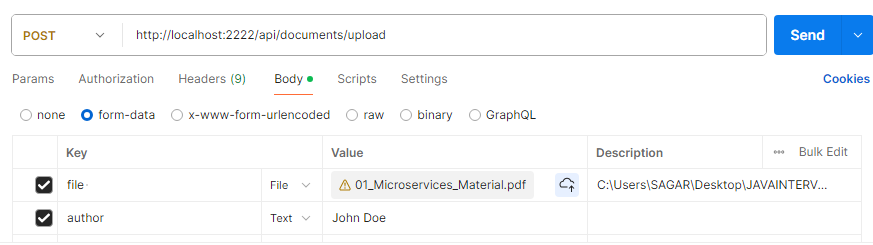 POST http://localhost:2222/api/documents/upload Send
Params Authorization Headers (9) Body Scripts Settings Cookies
none form-data x-www-form-urlencoded raw binary GraphQL
Key Value Description Bulk Edit
file File 01_Microservices_Material.pdf C:\Users\SAGAR\Desktop\JAVAINTERV...
author Text John Doe